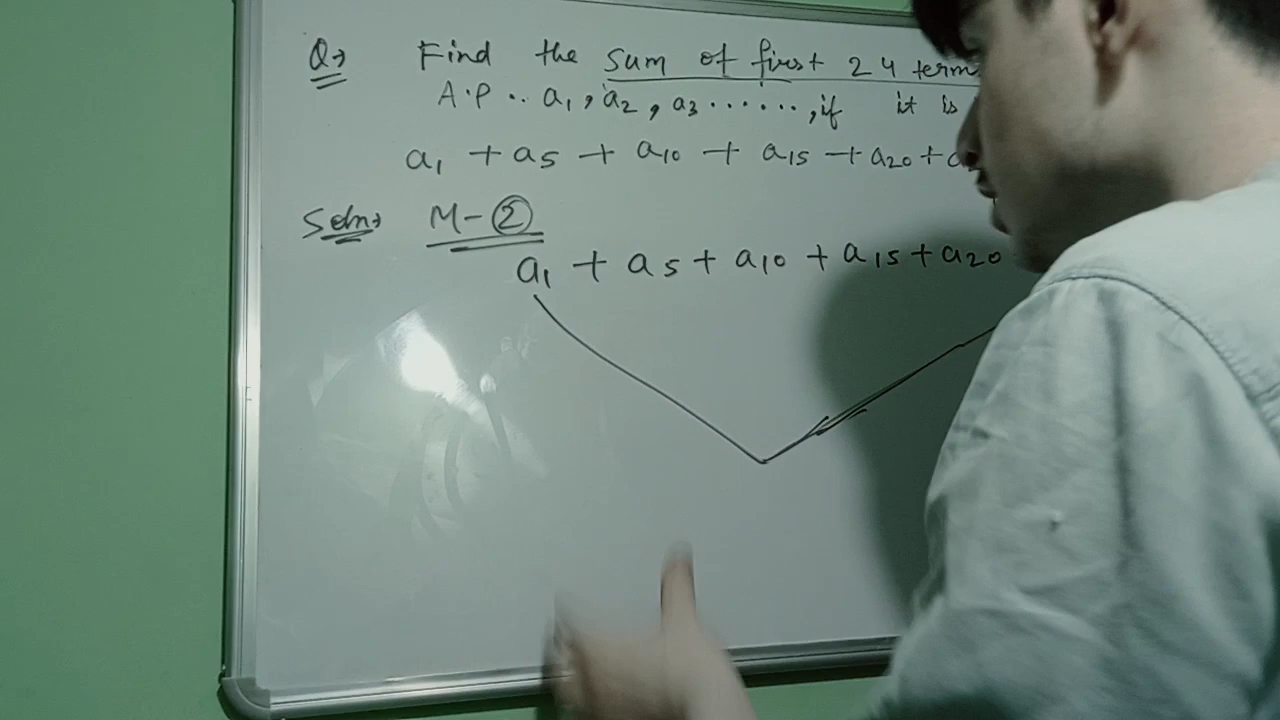 Q→ Find the sum of first 24 term
A.P.. a₁, a₂, a₃ ......, if it is
a₁ + a₅ + a₁₀ + a₁₅ + a₂₀ + a
Soln→ M-②
a₁ + a₅ + a₁₀ + a₁₅ + a₂₀